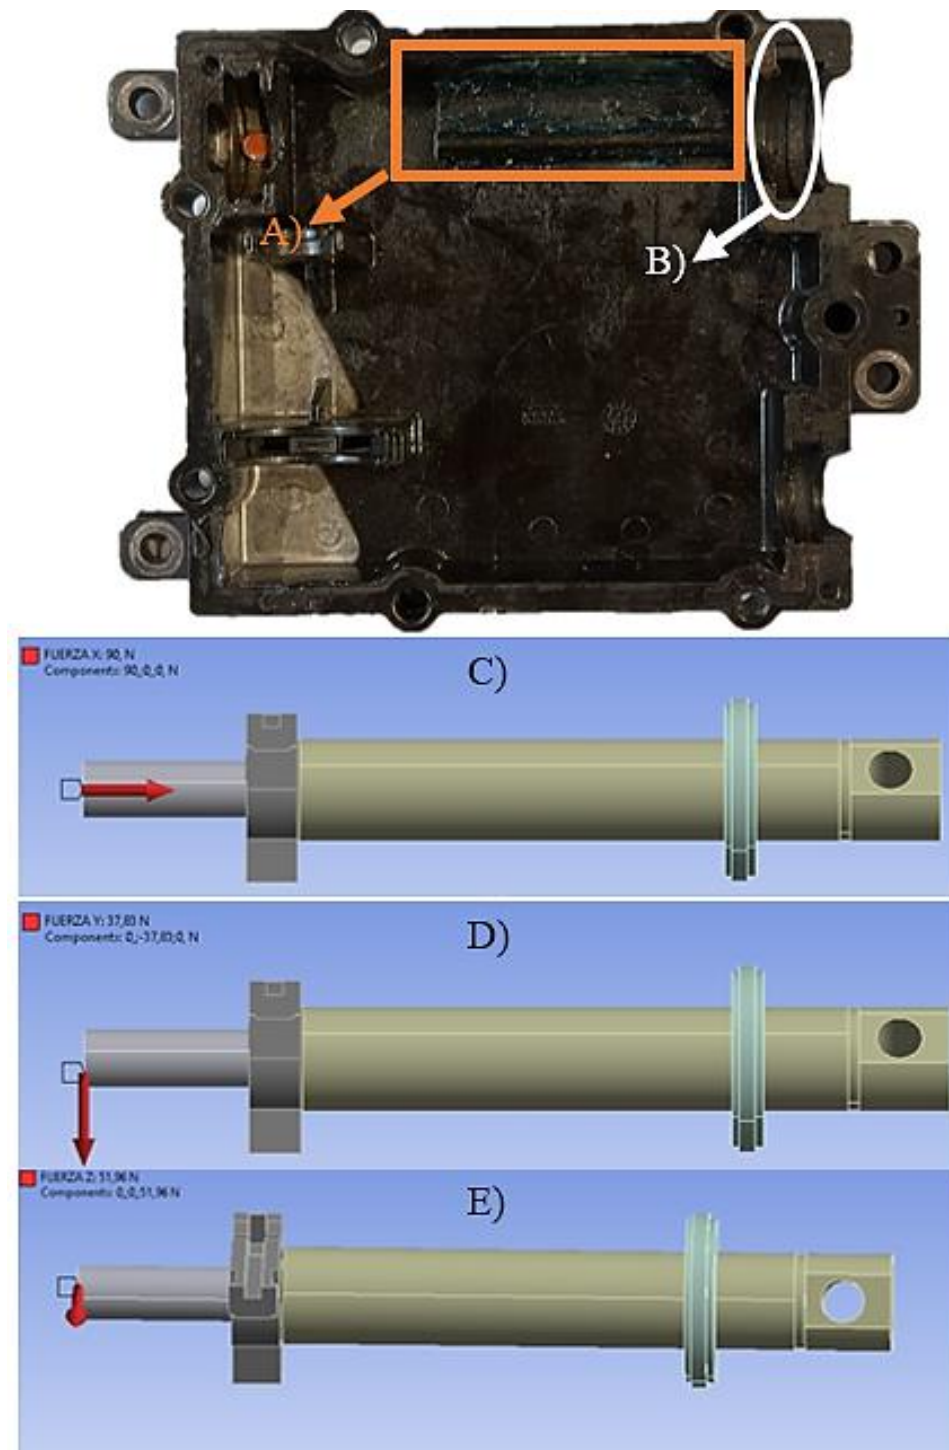 A)
B)
FUERZA X: 90, N
Components: 90,;0,;0, N
C)
FUERZA Y: 37,83 N
Components: 0,;-37,83;0, N
D)
FUERZA Z: 51,96 N
Components: 0,;0,;51,96 N
E)